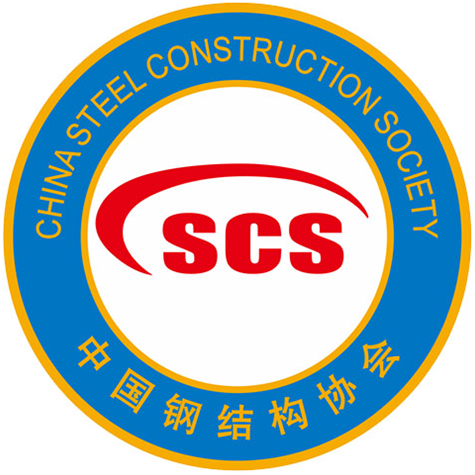 CHINA STEEL CONSTRUCTION SOCIETY
SCS
中国钢结构协会